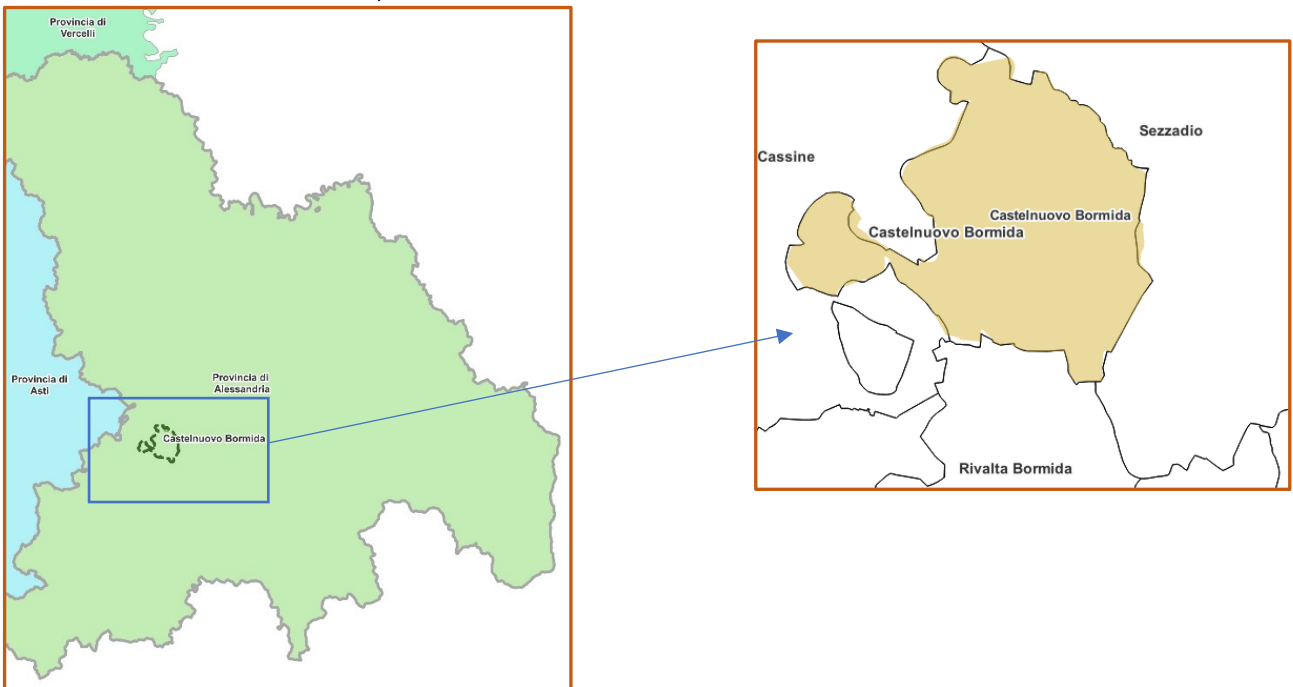 Provincia di
Vercelli
Provincia di
Asti
Provincia di
Alessandria
Castelnuovo Bormida
Cassine
Sezzadio
Castelnuovo Bormida
Castelnuovo Bormida
Rivalta Bormida